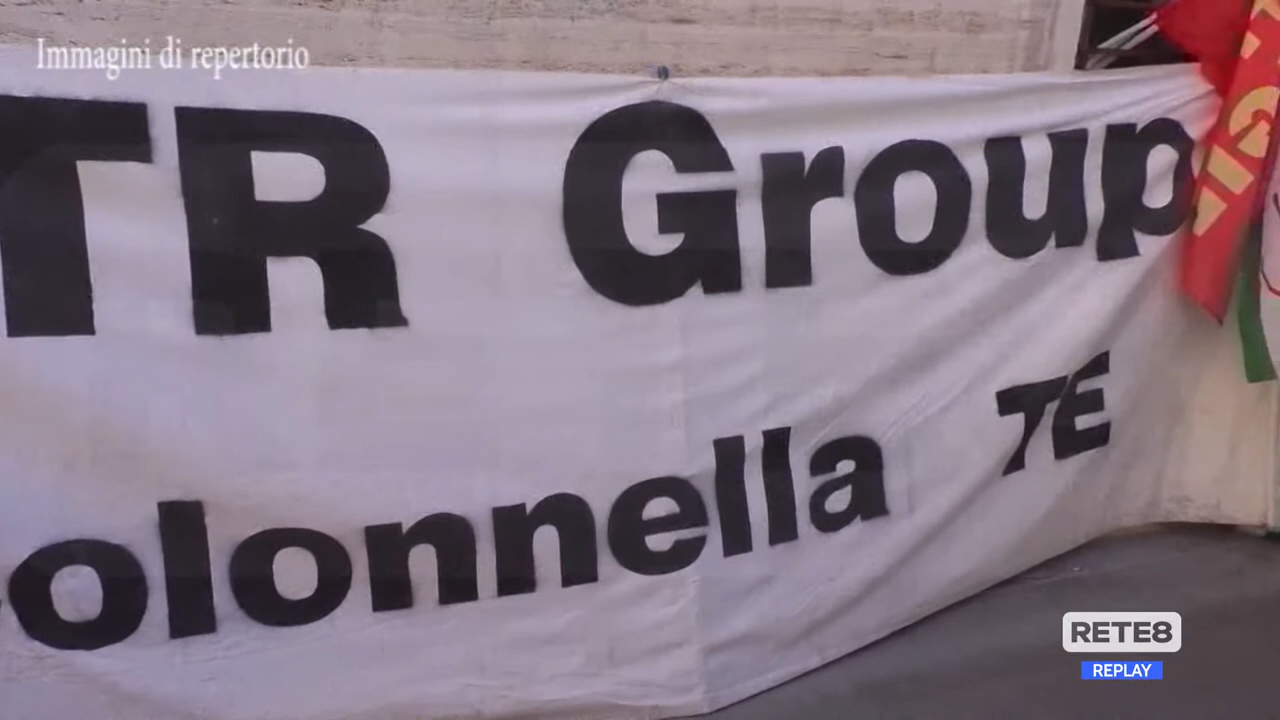 Immagini di repertorio
TR Group
olonnella TE
RETE8
REPLAY